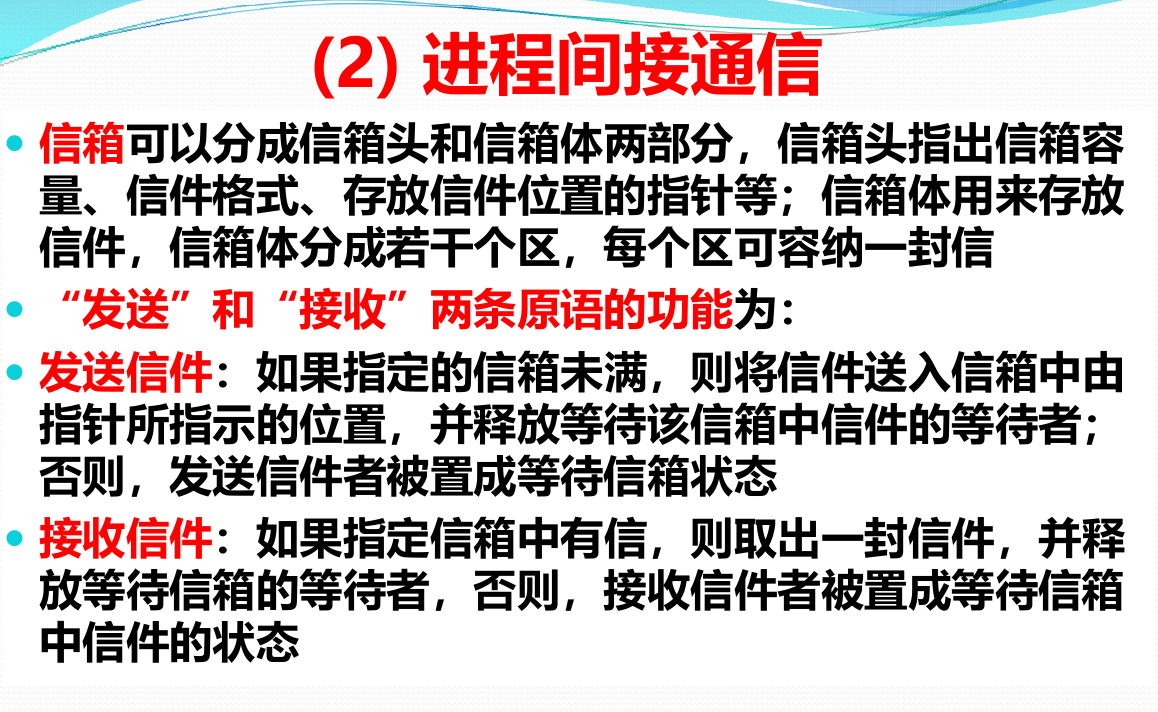 (2) 进程间接通信
• 信箱可以分成信箱头和信箱体两部分，信箱头指出信箱容
量、信件格式、存放信件位置的指针等；信箱体用来存放
信件，信箱体分成若干个区，每个区可容纳一封信
• “发送”和“接收”两条原语的功能为：
• 发送信件：如果指定的信箱未满，则将信件送入信箱中由
指针所指示的位置，并释放等待该信箱中信件的等待者；
否则，发送信件者被置成等待信箱状态
• 接收信件：如果指定信箱中有信，则取出一封信件，并释
放等待信箱的等待者，否则，接收信件者被置成等待信箱
中信件的状态